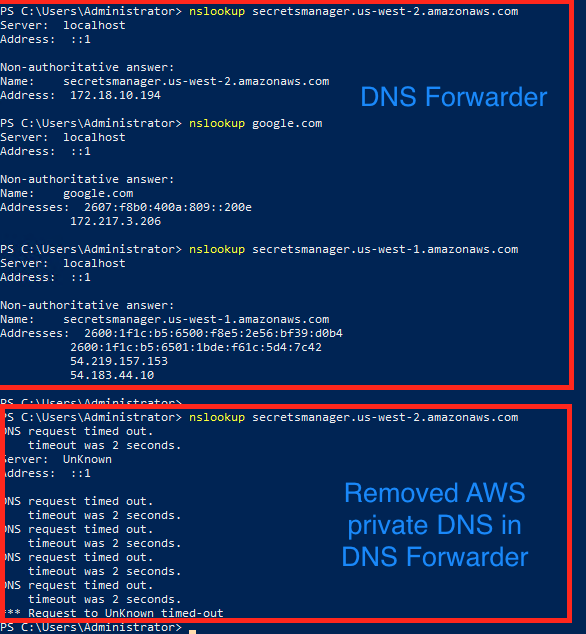 PS C:\Users\Administrator> nslookup secretsmanager.us-west-2.amazonaws.com
Server:  localhost
Address:  ::1
Non-authoritative answer:
Name:    secretsmanager.us-west-2.amazonaws.com
Address:  172.18.10.194
DNS Forwarder
PS C:\Users\Administrator> nslookup google.com
Server:  localhost
Address:  ::1
Non-authoritative answer:
Name:    google.com
Addresses:  2607:f8b0:400a:809::200e
172.217.3.206
PS C:\Users\Administrator> nslookup secretsmanager.us-west-1.amazonaws.com
Server:  localhost
Address:  ::1
Non-authoritative answer:
Name:    secretsmanager.us-west-1.amazonaws.com
Addresses:  2600:1f1c:b5:6500:f8e5:2e56:bf39:d0b4
2600:1f1c:b5:6501:1bde:f61c:5d4:7c42
54.219.157.153
54.183.44.10
PS C:\Users\Administrator>
PS C:\Users\Administrator> nslookup secretsmanager.us-west-2.amazonaws.com
DNS request timed out.
timeout was 2 seconds.
Server:  UnKnown
Address:  ::1
DNS request timed out.
timeout was 2 seconds.
DNS request timed out.
timeout was 2 seconds.
DNS request timed out.
timeout was 2 seconds.
DNS request timed out.
timeout was 2 seconds.
*** Request to UnKnown timed-out
Removed AWS
private DNS in
DNS Forwarder
PS C:\Users\Administrator>